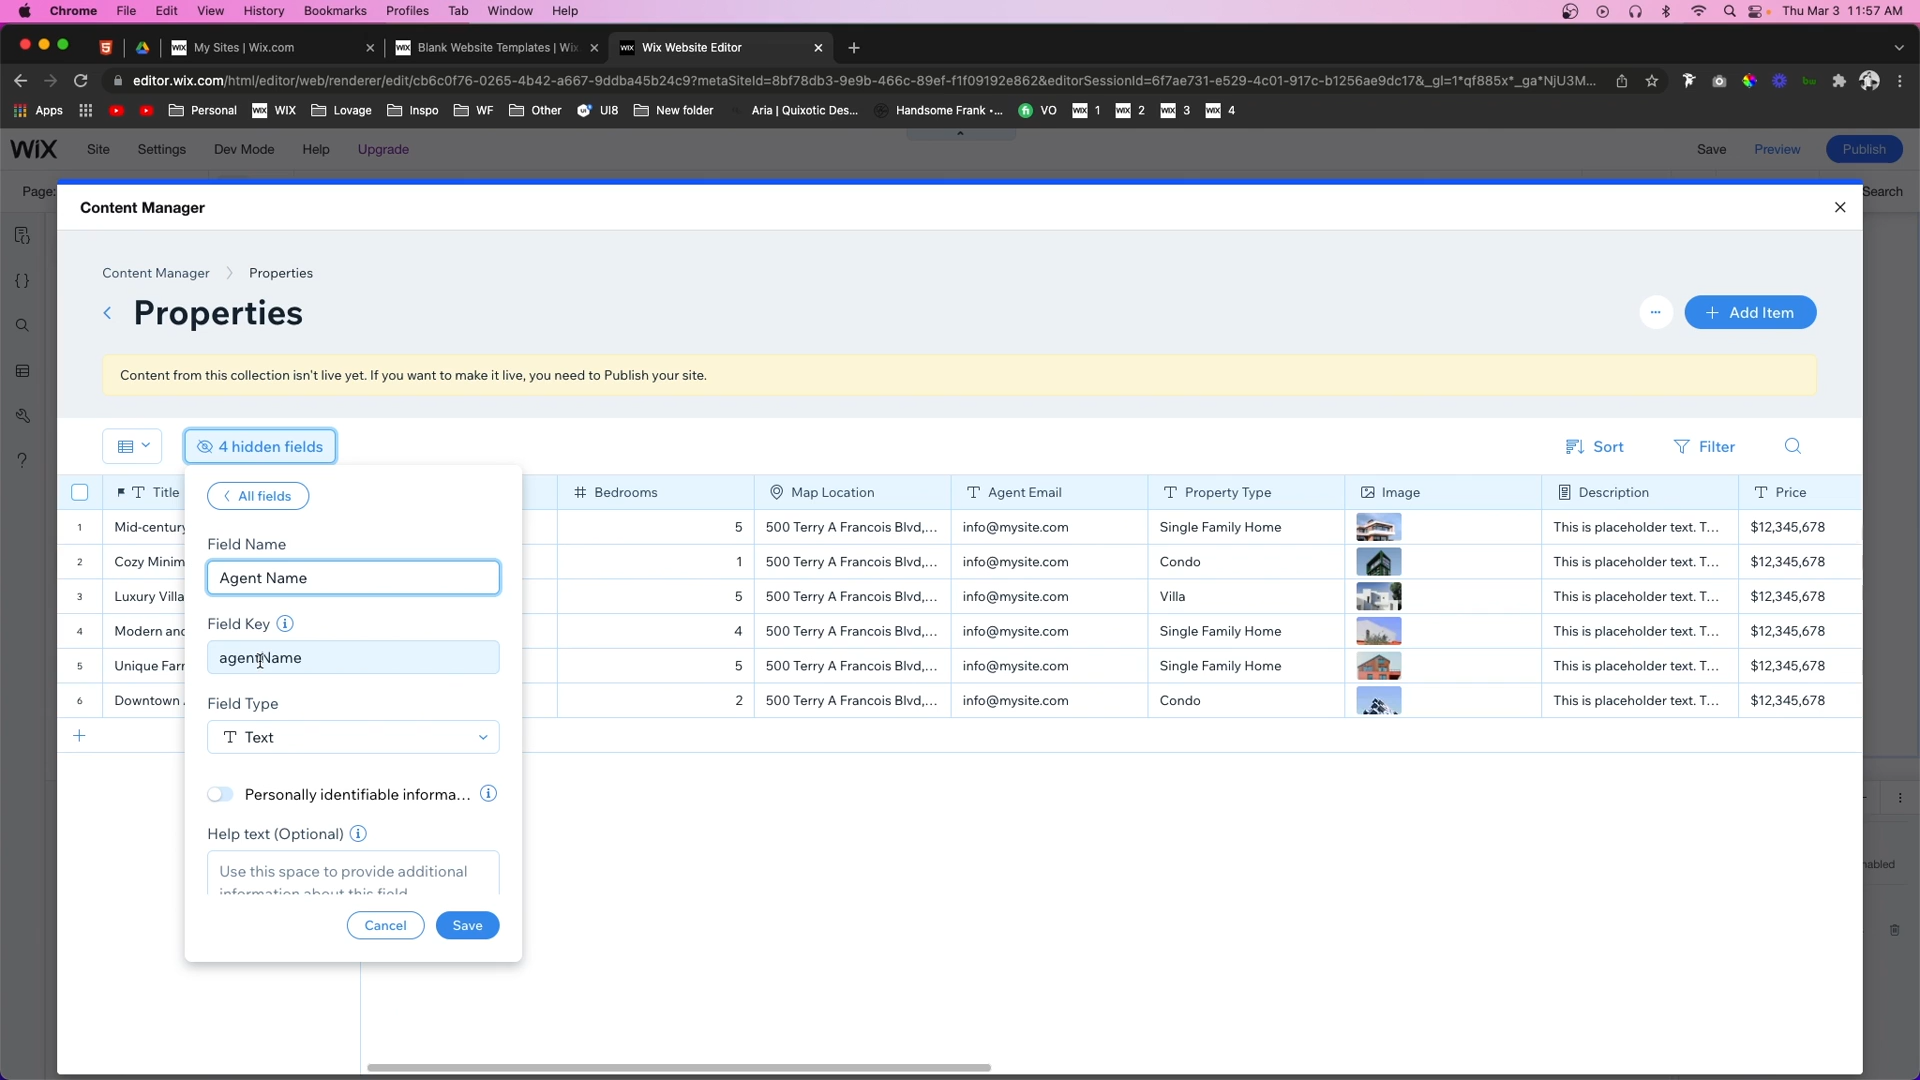 Chrome File Edit View History Bookmarks Profiles Tab Window Help Thu Mar 3 11:57 AM
My Sites | Wix.com Blank Website Templates | Wix Wix Website Editor
editor.wix.com/html/editor/web/renderer/edit/cb6c0f76-0265-4b42-a667-9ddba45b24c9?metaSiteId=8bf78db3-9e9b-466c-89ef-f1f09192e862&editorSessionId=6f7ae731-e529-4c01-917c-b1256ae9dc17&_gl=1*qf885x*_ga*NjU3M...
Apps Personal WIX Lovage Inspo WF Other UI8 New folder Aria | Quixotic Des... Handsome Frank •... VO 1 2 3 4
WIX Site Settings Dev Mode Help Upgrade Save Preview Publish
Page: Search
Content Manager
Content Manager > Properties
Properties
+ Add Item
Content from this collection isn't live yet. If you want to make it live, you need to Publish your site.
4 hidden fields Sort Filter
Title # Bedrooms Map Location Agent Email Property Type Image Description Price
1 Mid-century 5 500 Terry A Francois Blvd,... info@mysite.com Single Family Home This is placeholder text. T... $12,345,678
2 Cozy Minim 1 500 Terry A Francois Blvd,... info@mysite.com Condo This is placeholder text. T... $12,345,678
3 Luxury Villa 5 500 Terry A Francois Blvd,... info@mysite.com Villa This is placeholder text. T... $12,345,678
4 Modern and 4 500 Terry A Francois Blvd,... info@mysite.com Single Family Home This is placeholder text. T... $12,345,678
5 Unique Farr 5 500 Terry A Francois Blvd,... info@mysite.com Single Family Home This is placeholder text. T... $12,345,678
6 Downtown 2 500 Terry A Francois Blvd,... info@mysite.com Condo This is placeholder text. T... $12,345,678
All fields
Field Name
Agent Name
Field Key
agentName
Field Type
Text
Personally identifiable informa...
Help text (Optional)
Use this space to provide additional
information about this field
Cancel Save
nabled